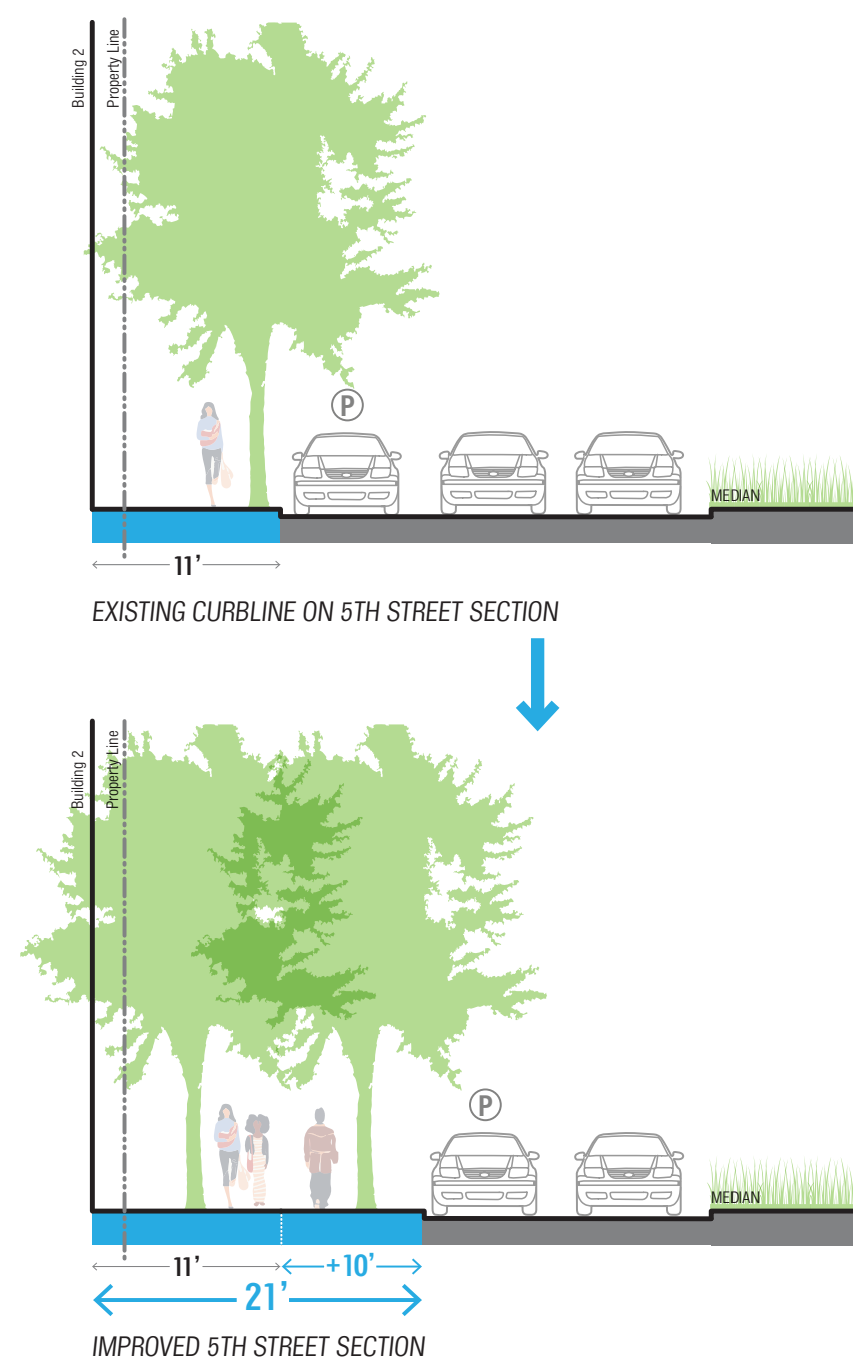 Building 2
Property Line
P
MEDIAN
11’
EXISTING CURBLINE ON 5TH STREET SECTION
Building 2
Property Line
P
MEDIAN
11’
+10’
21’
IMPROVED 5TH STREET SECTION